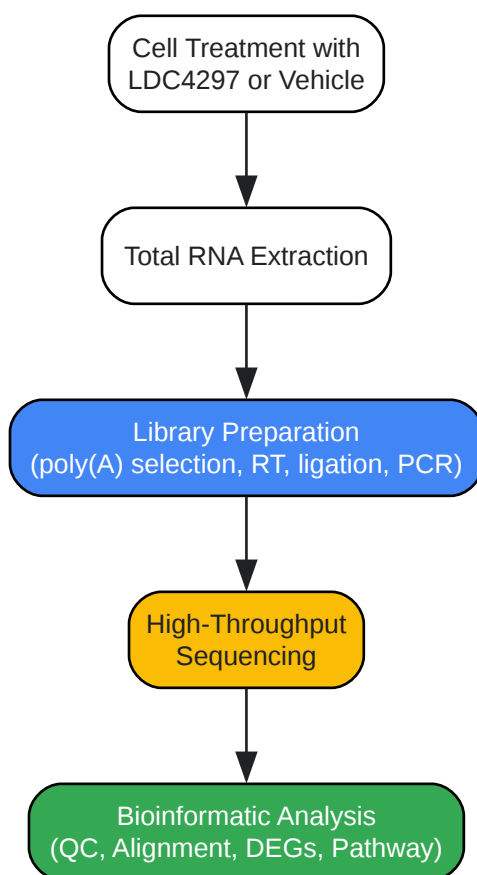 Cell Treatment with
LDC4297 or Vehicle
Total RNA Extraction
Library Preparation
(poly(A) selection, RT, ligation, PCR)
High-Throughput
Sequencing
Bioinformatic Analysis
(QC, Alignment, DEGs, Pathway)